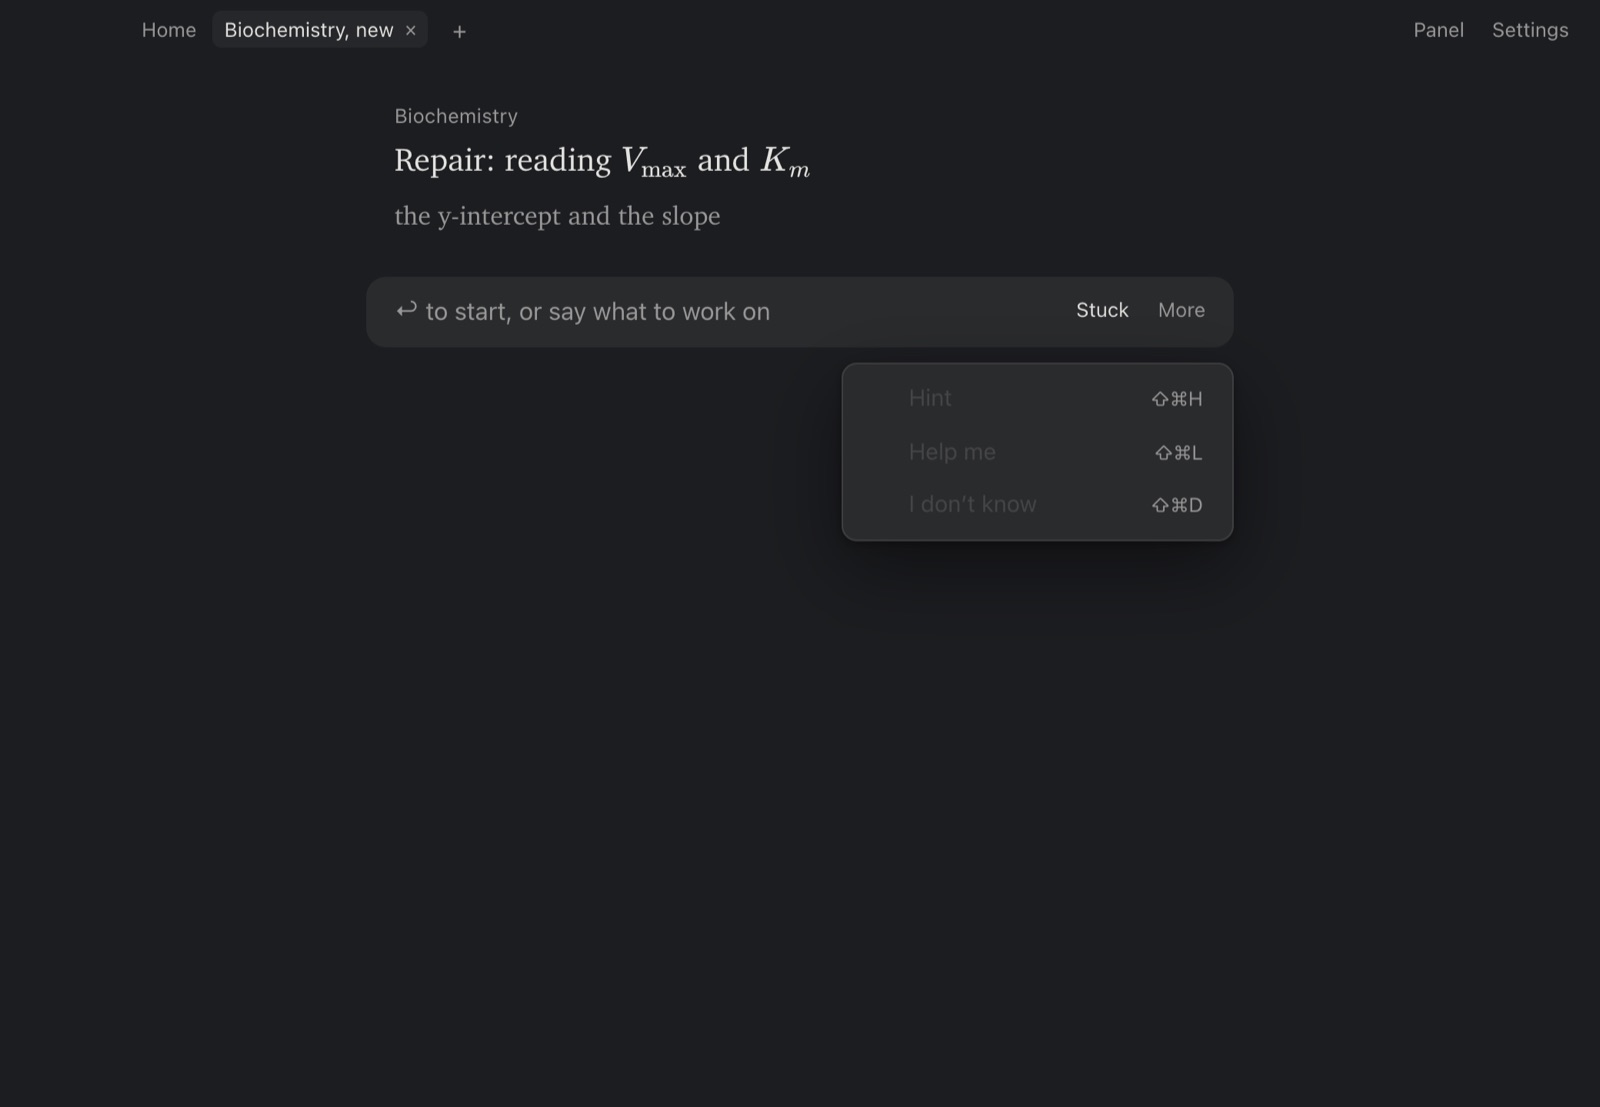 Home Biochemistry, new × + Panel Settings
Biochemistry
Repair: reading Vmax and Km
the y-intercept and the slope
↩ to start, or say what to work on Stuck More
Hint ⇧⌘H
Help me ⇧⌘L
I don’t know ⇧⌘D